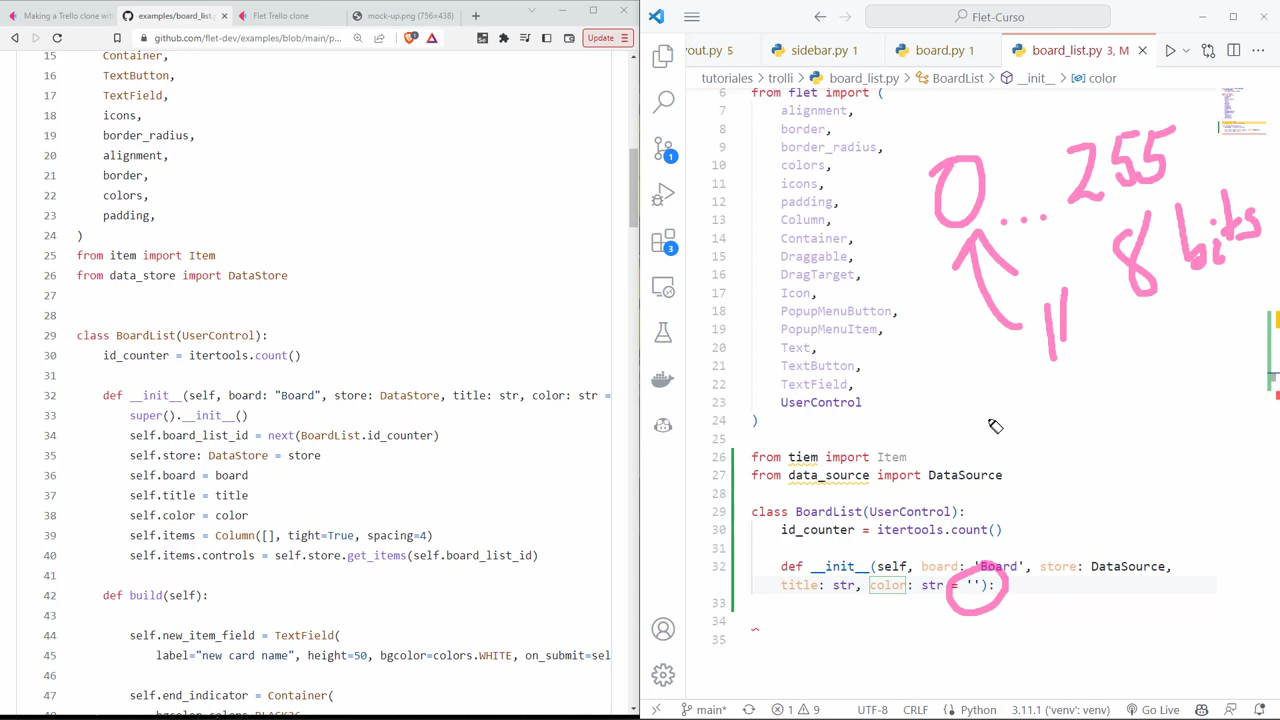 Making a Trello clone with
examples/board_list.p
Flet Trello clone
mock-up.png (756×438)
github.com/flet-dev/examples/blob/main/p...
Update
15 Container,
16 TextButton,
17 TextField,
18 icons,
19 border_radius,
20 alignment,
21 border,
22 colors,
23 padding,
24 )
25 from item import Item
26 from data_store import DataStore
27
28
29 class BoardList(UserControl):
30 id_counter = itertools.count()
31
32 def __init__(self, board: "Board", store: DataStore, title: str, color: str =
33 super().__init__()
34 self.board_list_id = next(BoardList.id_counter)
35 self.store: DataStore = store
36 self.board = board
37 self.title = title
38 self.color = color
39 self.items = Column([], tight=True, spacing=4)
40 self.items.controls = self.store.get_items(self.board_list_id)
41
42 def build(self):
43
44 self.new_item_field = TextField(
45 label="new card name", height=50, bgcolor=colors.WHITE, on_submit=sel
46
47 self.end_indicator = Container(
bgcolor=colors.BLACK26
Flet-Curso
yout.py 5
sidebar.py 1
board.py 1
board_list.py 3, M
tutoriales > trolli > board_list.py > BoardList > __init__ > color
6 from flet import (
7 alignment,
8 border,
9 border_radius,
10 colors,
11 icons,
12 padding,
13 Column,
14 Container,
15 Draggable,
16 DragTarget,
17 Icon,
18 PopupMenuButton,
19 PopupMenuItem,
20 Text,
21 TextButton,
22 TextField,
23 UserControl
24 )
25
26 from tiem import Item
27 from data_source import DataSource
28
29 class BoardList(UserControl):
30 id_counter = itertools.count()
31
32 def __init__(self, board: 'Board', store: DataSource,
title: str, color: str = ''):
33
34
35
0 ... 255
8 bits
1
3
main*
1 9
UTF-8
CRLF
Python
3.11.1 ('venv': venv)
Go Live